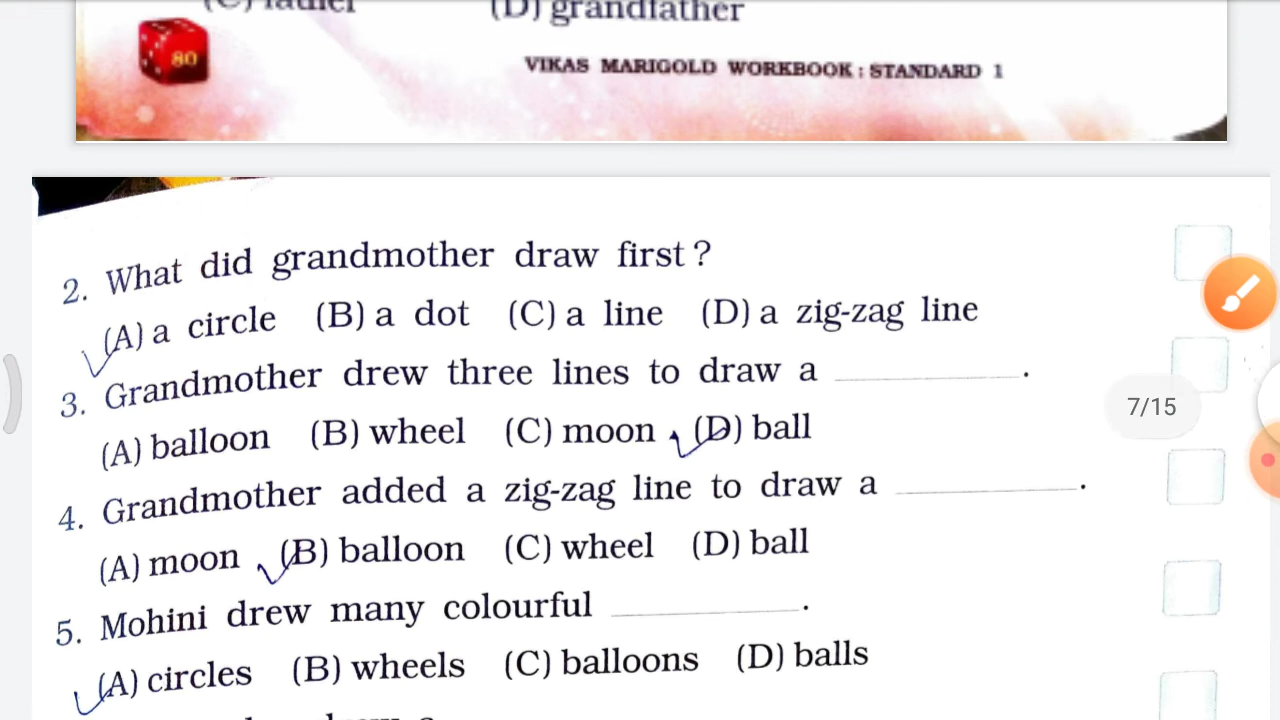 (C) father (D) grandfather
80
VIKAS MARIGOLD WORKBOOK : STANDARD 1
2. What did grandmother draw first ?
(A) a circle (B) a dot (C) a line (D) a zig-zag line
3. Grandmother drew three lines to draw a ________.
(A) balloon (B) wheel (C) moon (D) ball
7/15
4. Grandmother added a zig-zag line to draw a ________.
(A) moon (B) balloon (C) wheel (D) ball
5. Mohini drew many colourful ________.
(A) circles (B) wheels (C) balloons (D) balls